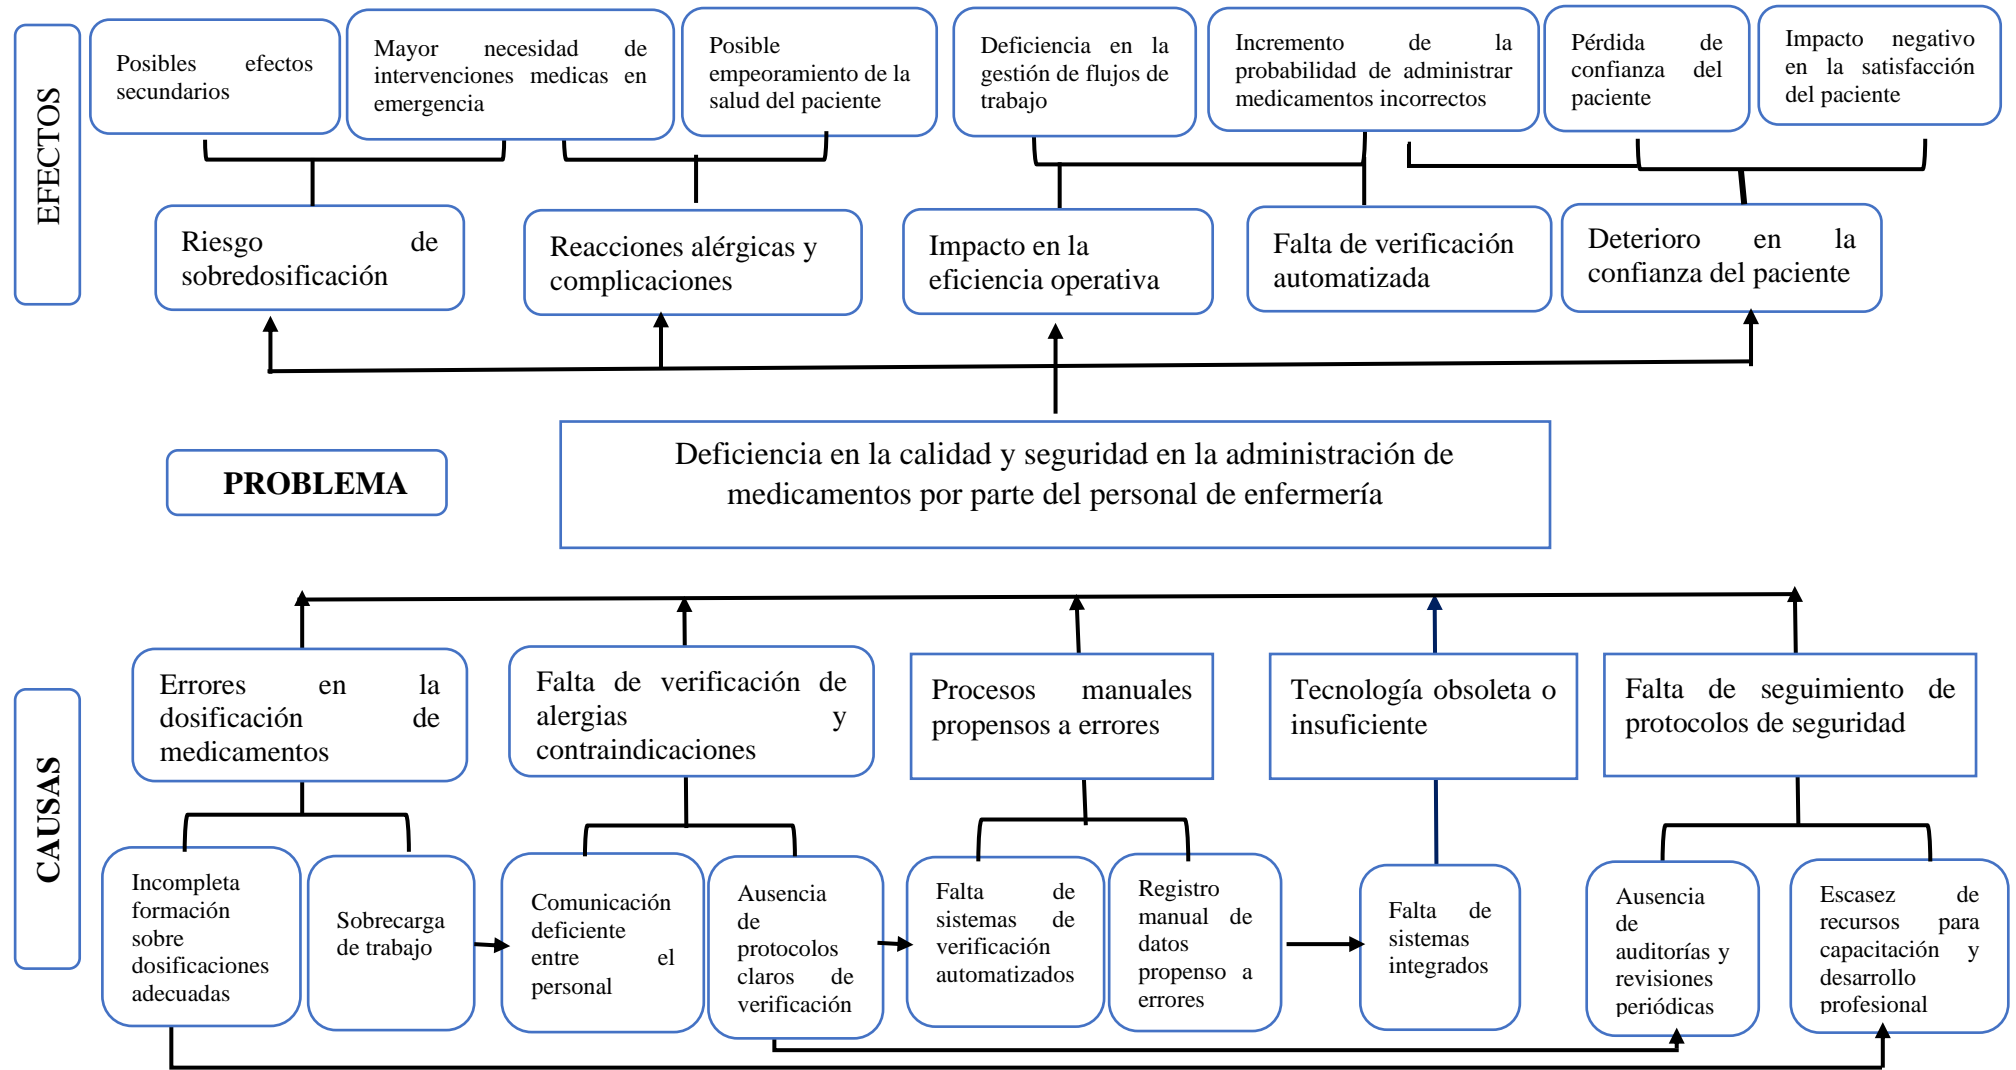 EFECTOS
Posibles efectos
secundarios
Mayor necesidad de
intervenciones medicas en
emergencia
Posible
empeoramiento de la
salud del paciente
Deficiencia en la
gestión de flujos de
trabajo
Incremento de la
probabilidad de administrar
medicamentos incorrectos
Pérdida de
confianza del
paciente
Impacto negativo
en la satisfacción
del paciente
Riesgo de
sobredosificación
Reacciones alérgicas y
complicaciones
Impacto en la
eficiencia operativa
Falta de verificación
automatizada
Deterioro en la
confianza del paciente
PROBLEMA
Deficiencia en la calidad y seguridad en la administración de
medicamentos por parte del personal de enfermería
CAUSAS
Errores en la
dosificación de
medicamentos
Falta de verificación de
alergias y
contraindicaciones
Procesos manuales
propensos a errores
Tecnología obsoleta o
insuficiente
Falta de seguimiento de
protocolos de seguridad
Incompleta
formación
sobre
dosificaciones
adecuadas
Sobrecarga
de trabajo
Comunicación
deficiente
entre el
personal
Ausencia
de
protocolos
claros de
verificación
Falta de
sistemas de
verificación
automatizados
Registro
manual de
datos
propenso a
errores
Falta de
sistemas
integrados
Ausencia
de
auditorías y
revisiones
periódicas
Escasez de
recursos para
capacitación y
desarrollo
profesional